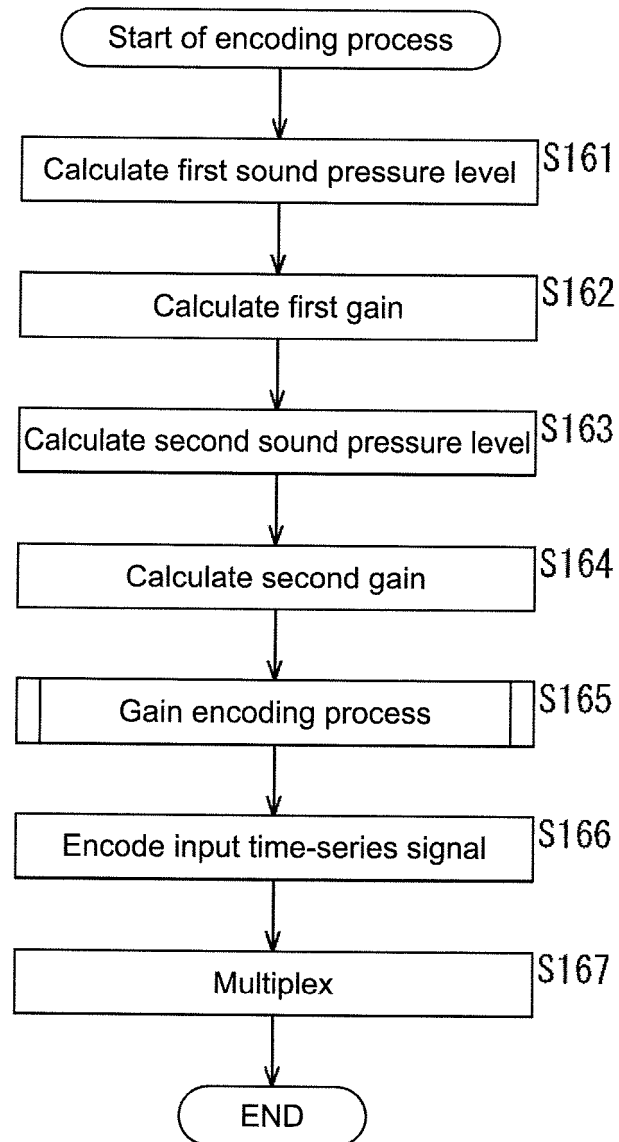 Start of encoding process
Calculate first sound pressure level S161
Calculate first gain S162
Calculate second sound pressure level S163
Calculate second gain S164
Gain encoding process S165
Encode input time-series signal S166
Multiplex S167
END